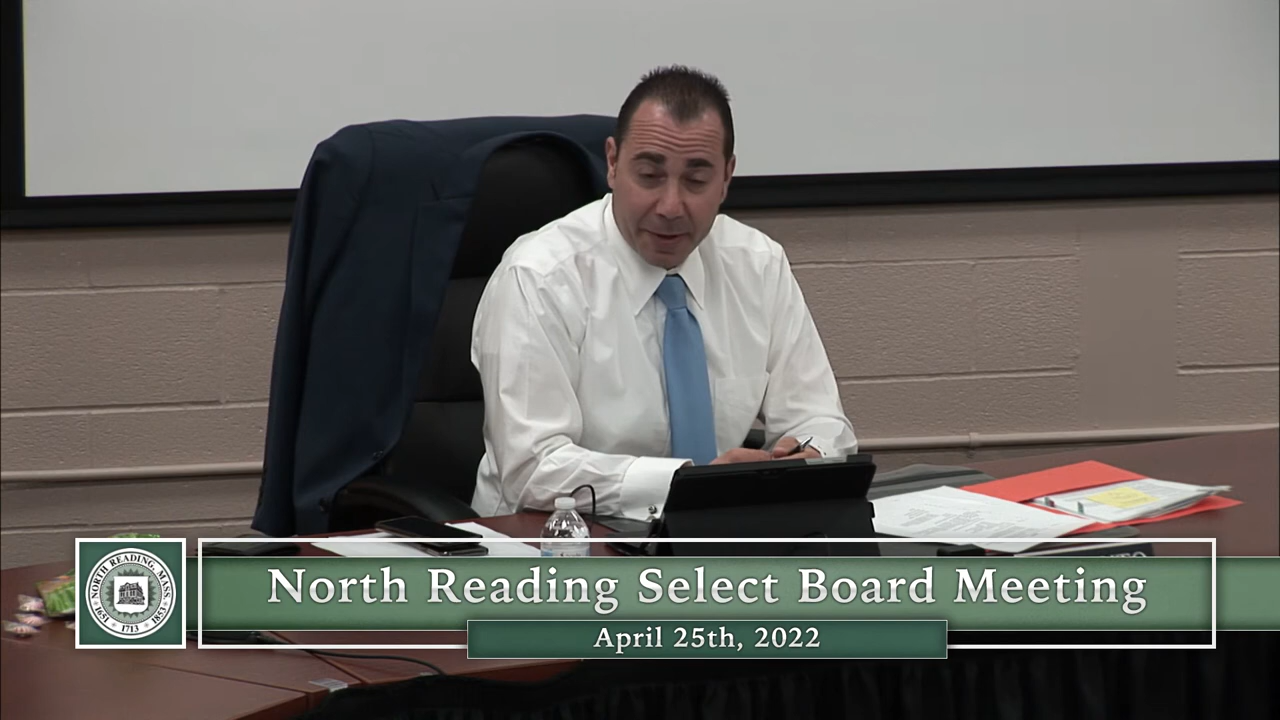 North Reading Select Board Meeting
April 25th, 2022
NORTH READING, MASS
1651 1713 1853